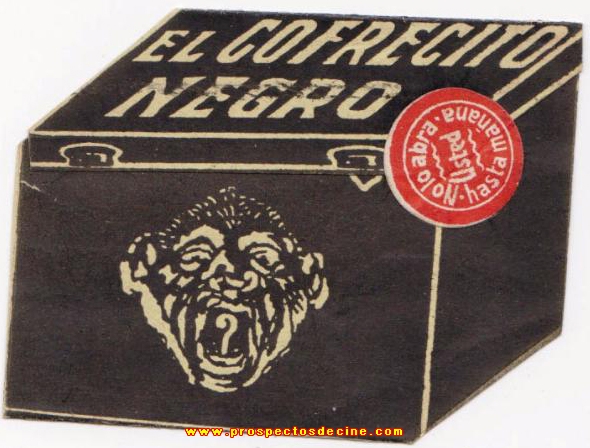 EL COFRECITO
NEGRO
No lo abra.
hasta mañana.
Usted
?
www.prospectosdecine.com